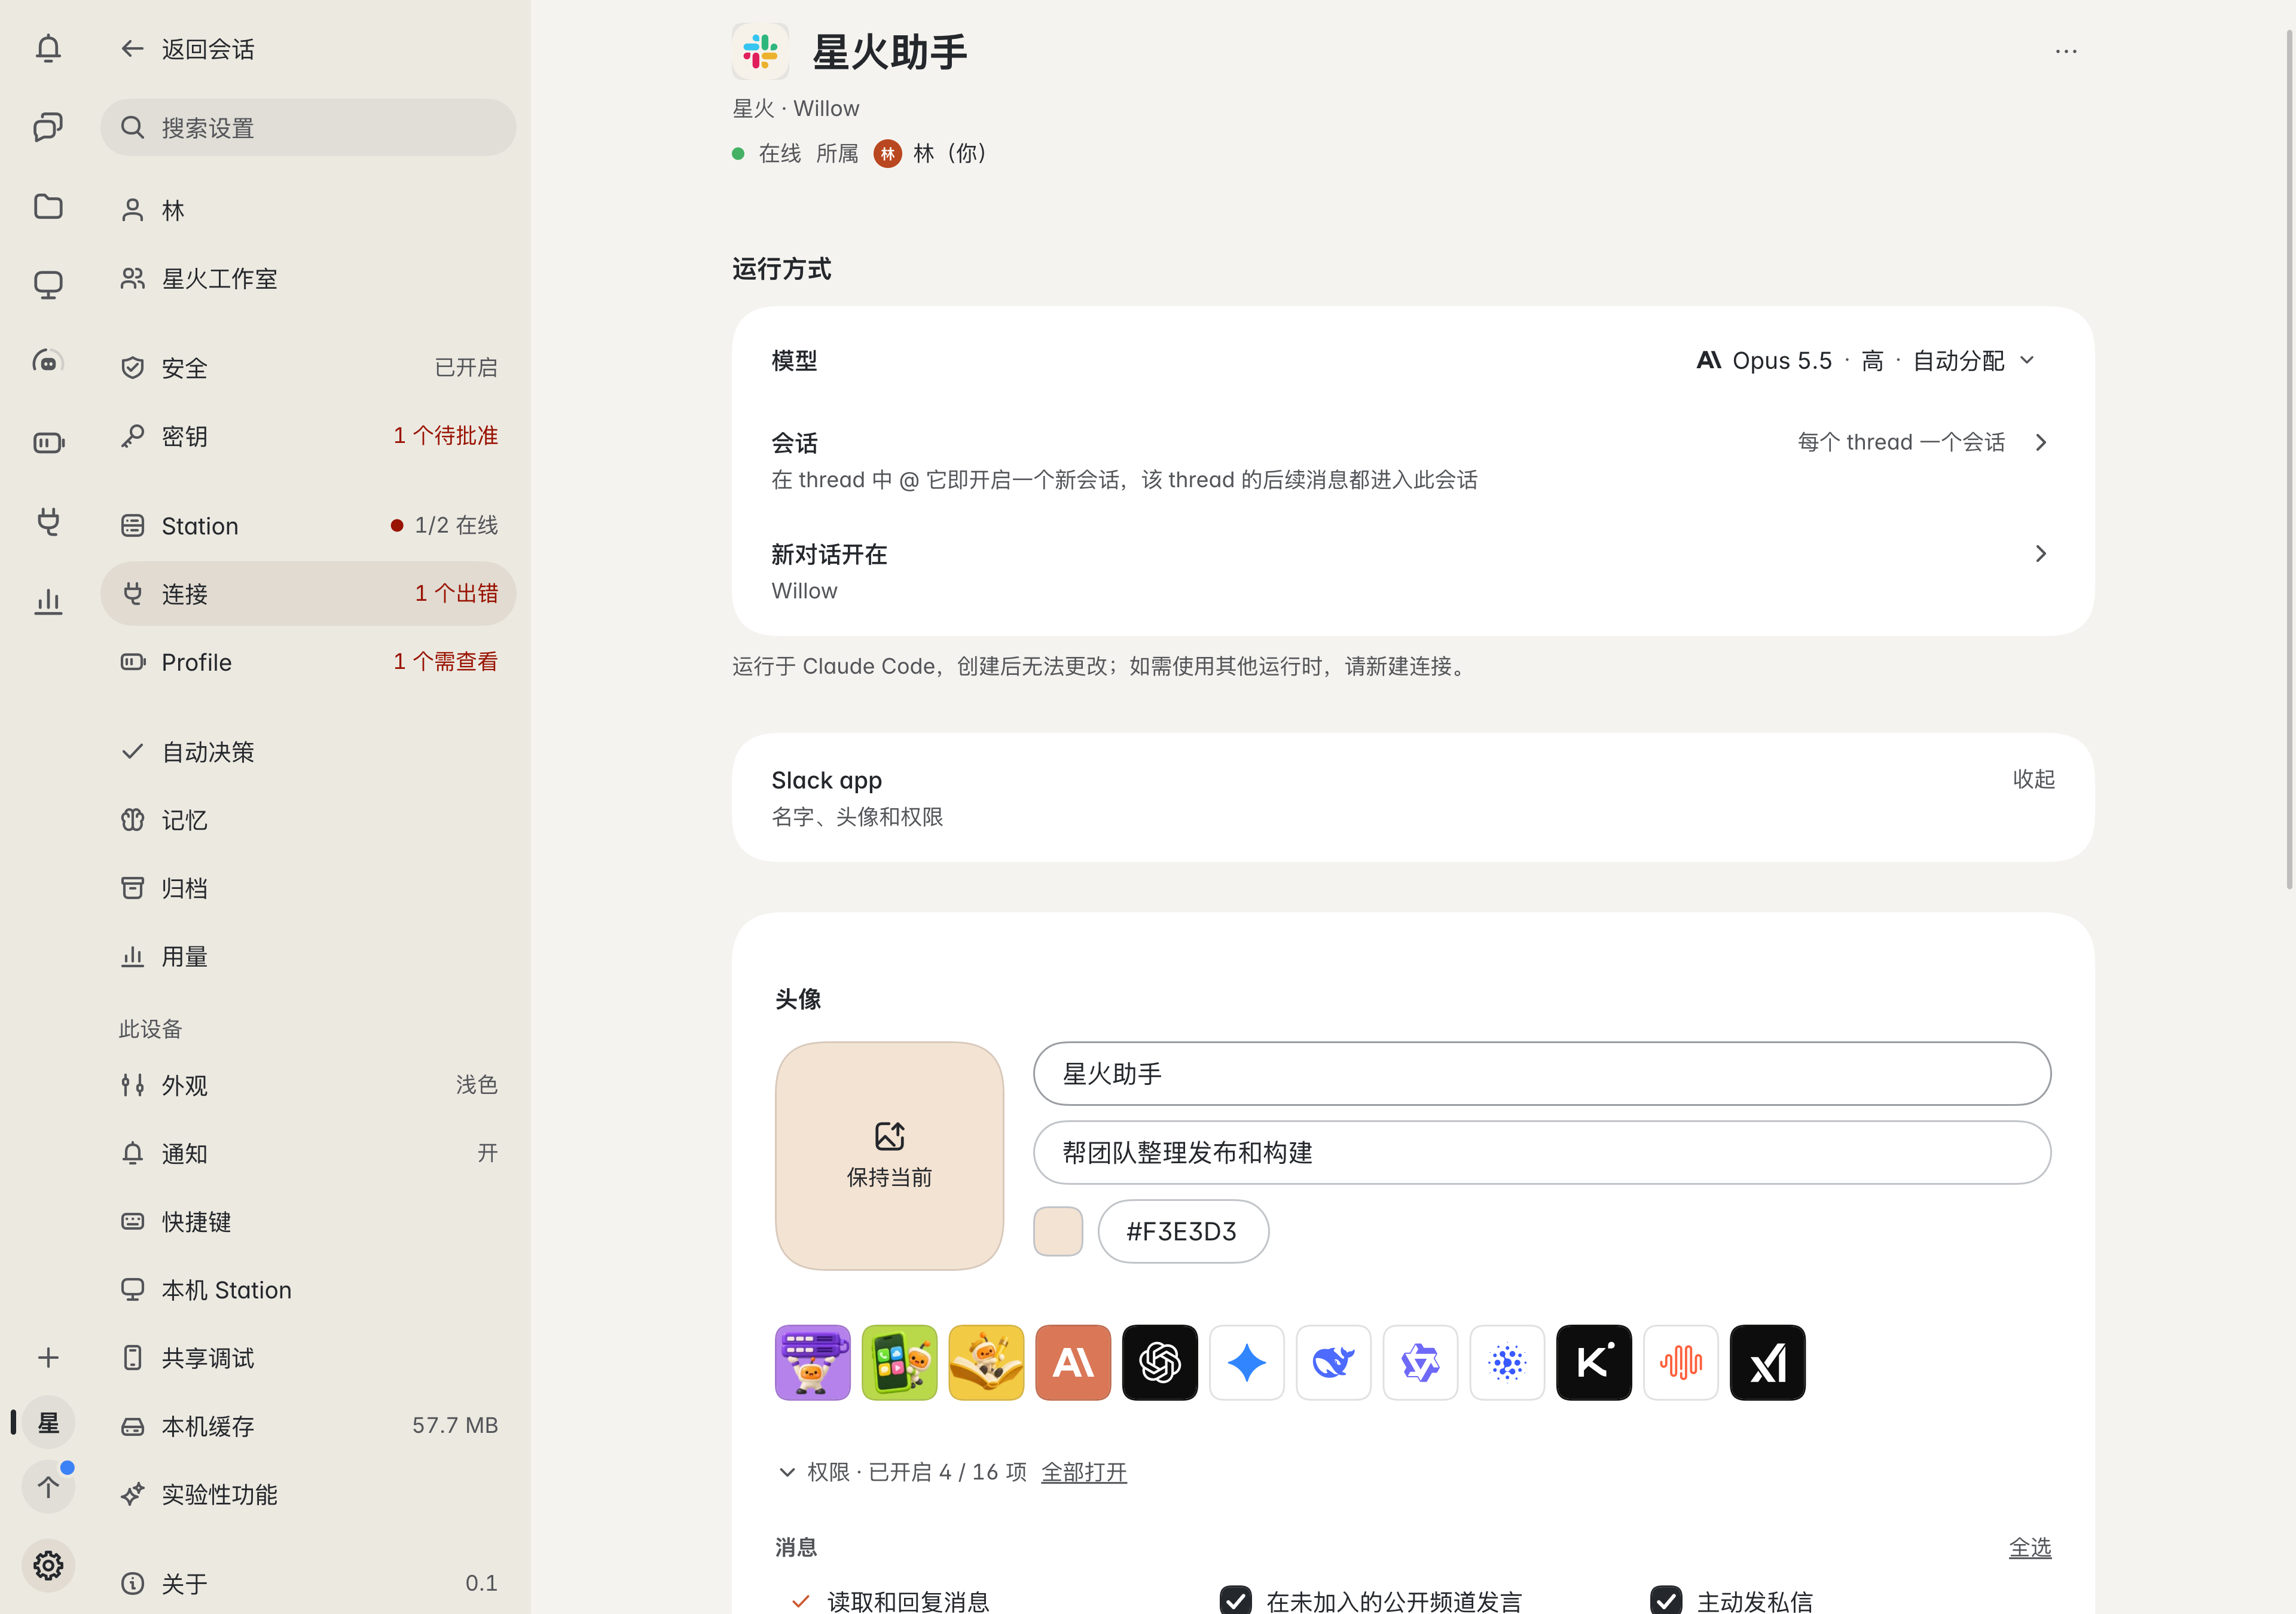 返回会话
搜索设置
林
星火工作室
安全 已开启
密钥 1 个待批准
Station 1/2 在线
连接 1 个出错
Profile 1 个需查看
自动决策
记忆
归档
用量
此设备
外观 浅色
通知 开
快捷键
本机 Station
共享调试
本机缓存 57.7 MB
星
个
实验性功能
关于 0.1
星火助手
星火 · Willow
在线 所属 林 林（你）
运行方式
模型 Opus 5.5 · 高 · 自动分配
会话 每个 thread 一个会话
在 thread 中 @ 它即开启一个新会话，该 thread 的后续消息都进入此会话
新对话开在
Willow
运行于 Claude Code，创建后无法更改；如需使用其他运行时，请新建连接。
Slack app 收起
名字、头像和权限
头像
保持当前
星火助手
帮团队整理发布和构建
#F3E3D3
权限 · 已开启 4 / 16 项 全部打开
消息 全选
读取和回复消息 在未加入的公开频道发言 主动发私信